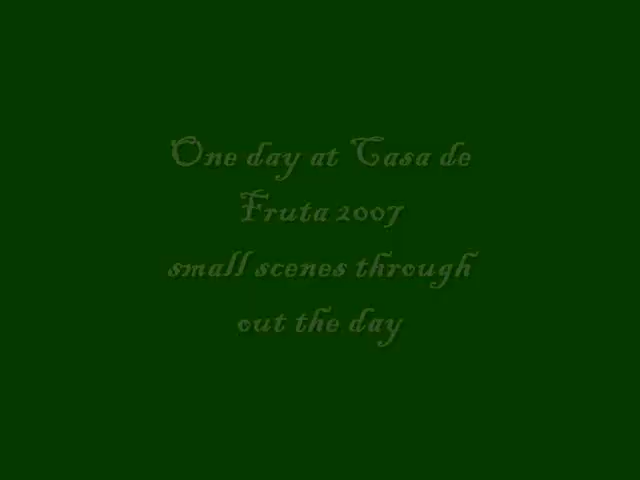 One day at Casa de
Fruta 2007
small scenes through
out the day